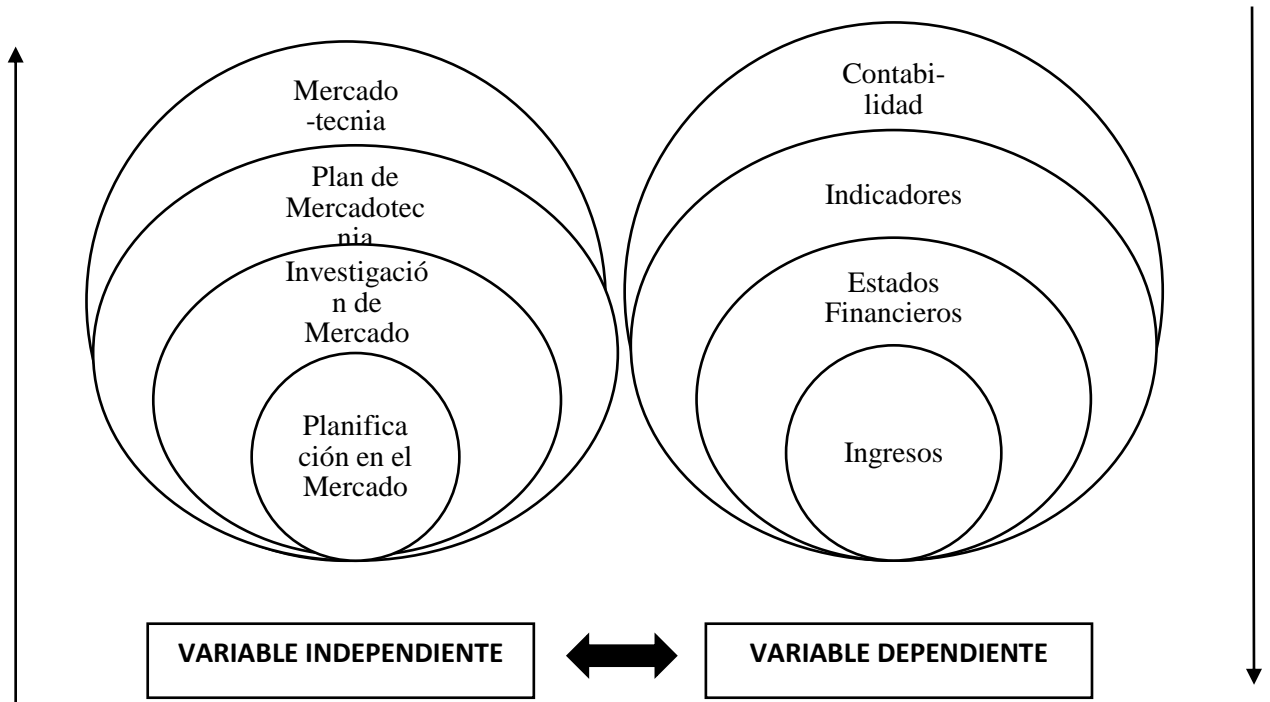 Mercado
-tecnia
Plan de
Mercadotec
nia
Investigació
n de
Mercado
Planifica
ción en el
Mercado
Contabi-
lidad
Indicadores
Estados
Financieros
Ingresos
VARIABLE INDEPENDIENTE
VARIABLE DEPENDIENTE